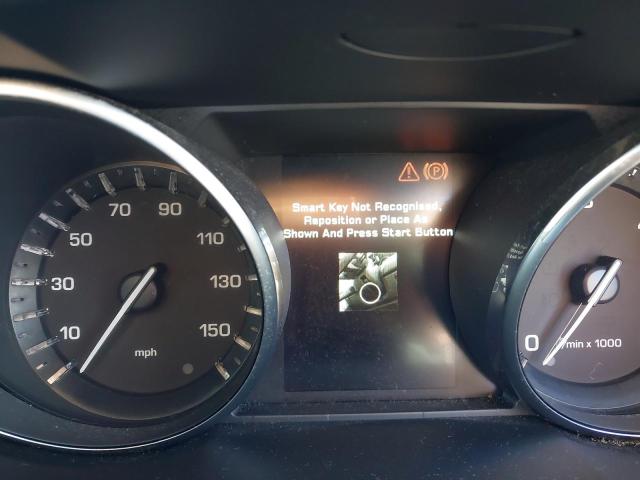 Smart Key Not Recognised,
Reposition or Place As
Shown And Press Start Button
10
30
50
70
90
110
130
150
mph
P
0
/min x 1000